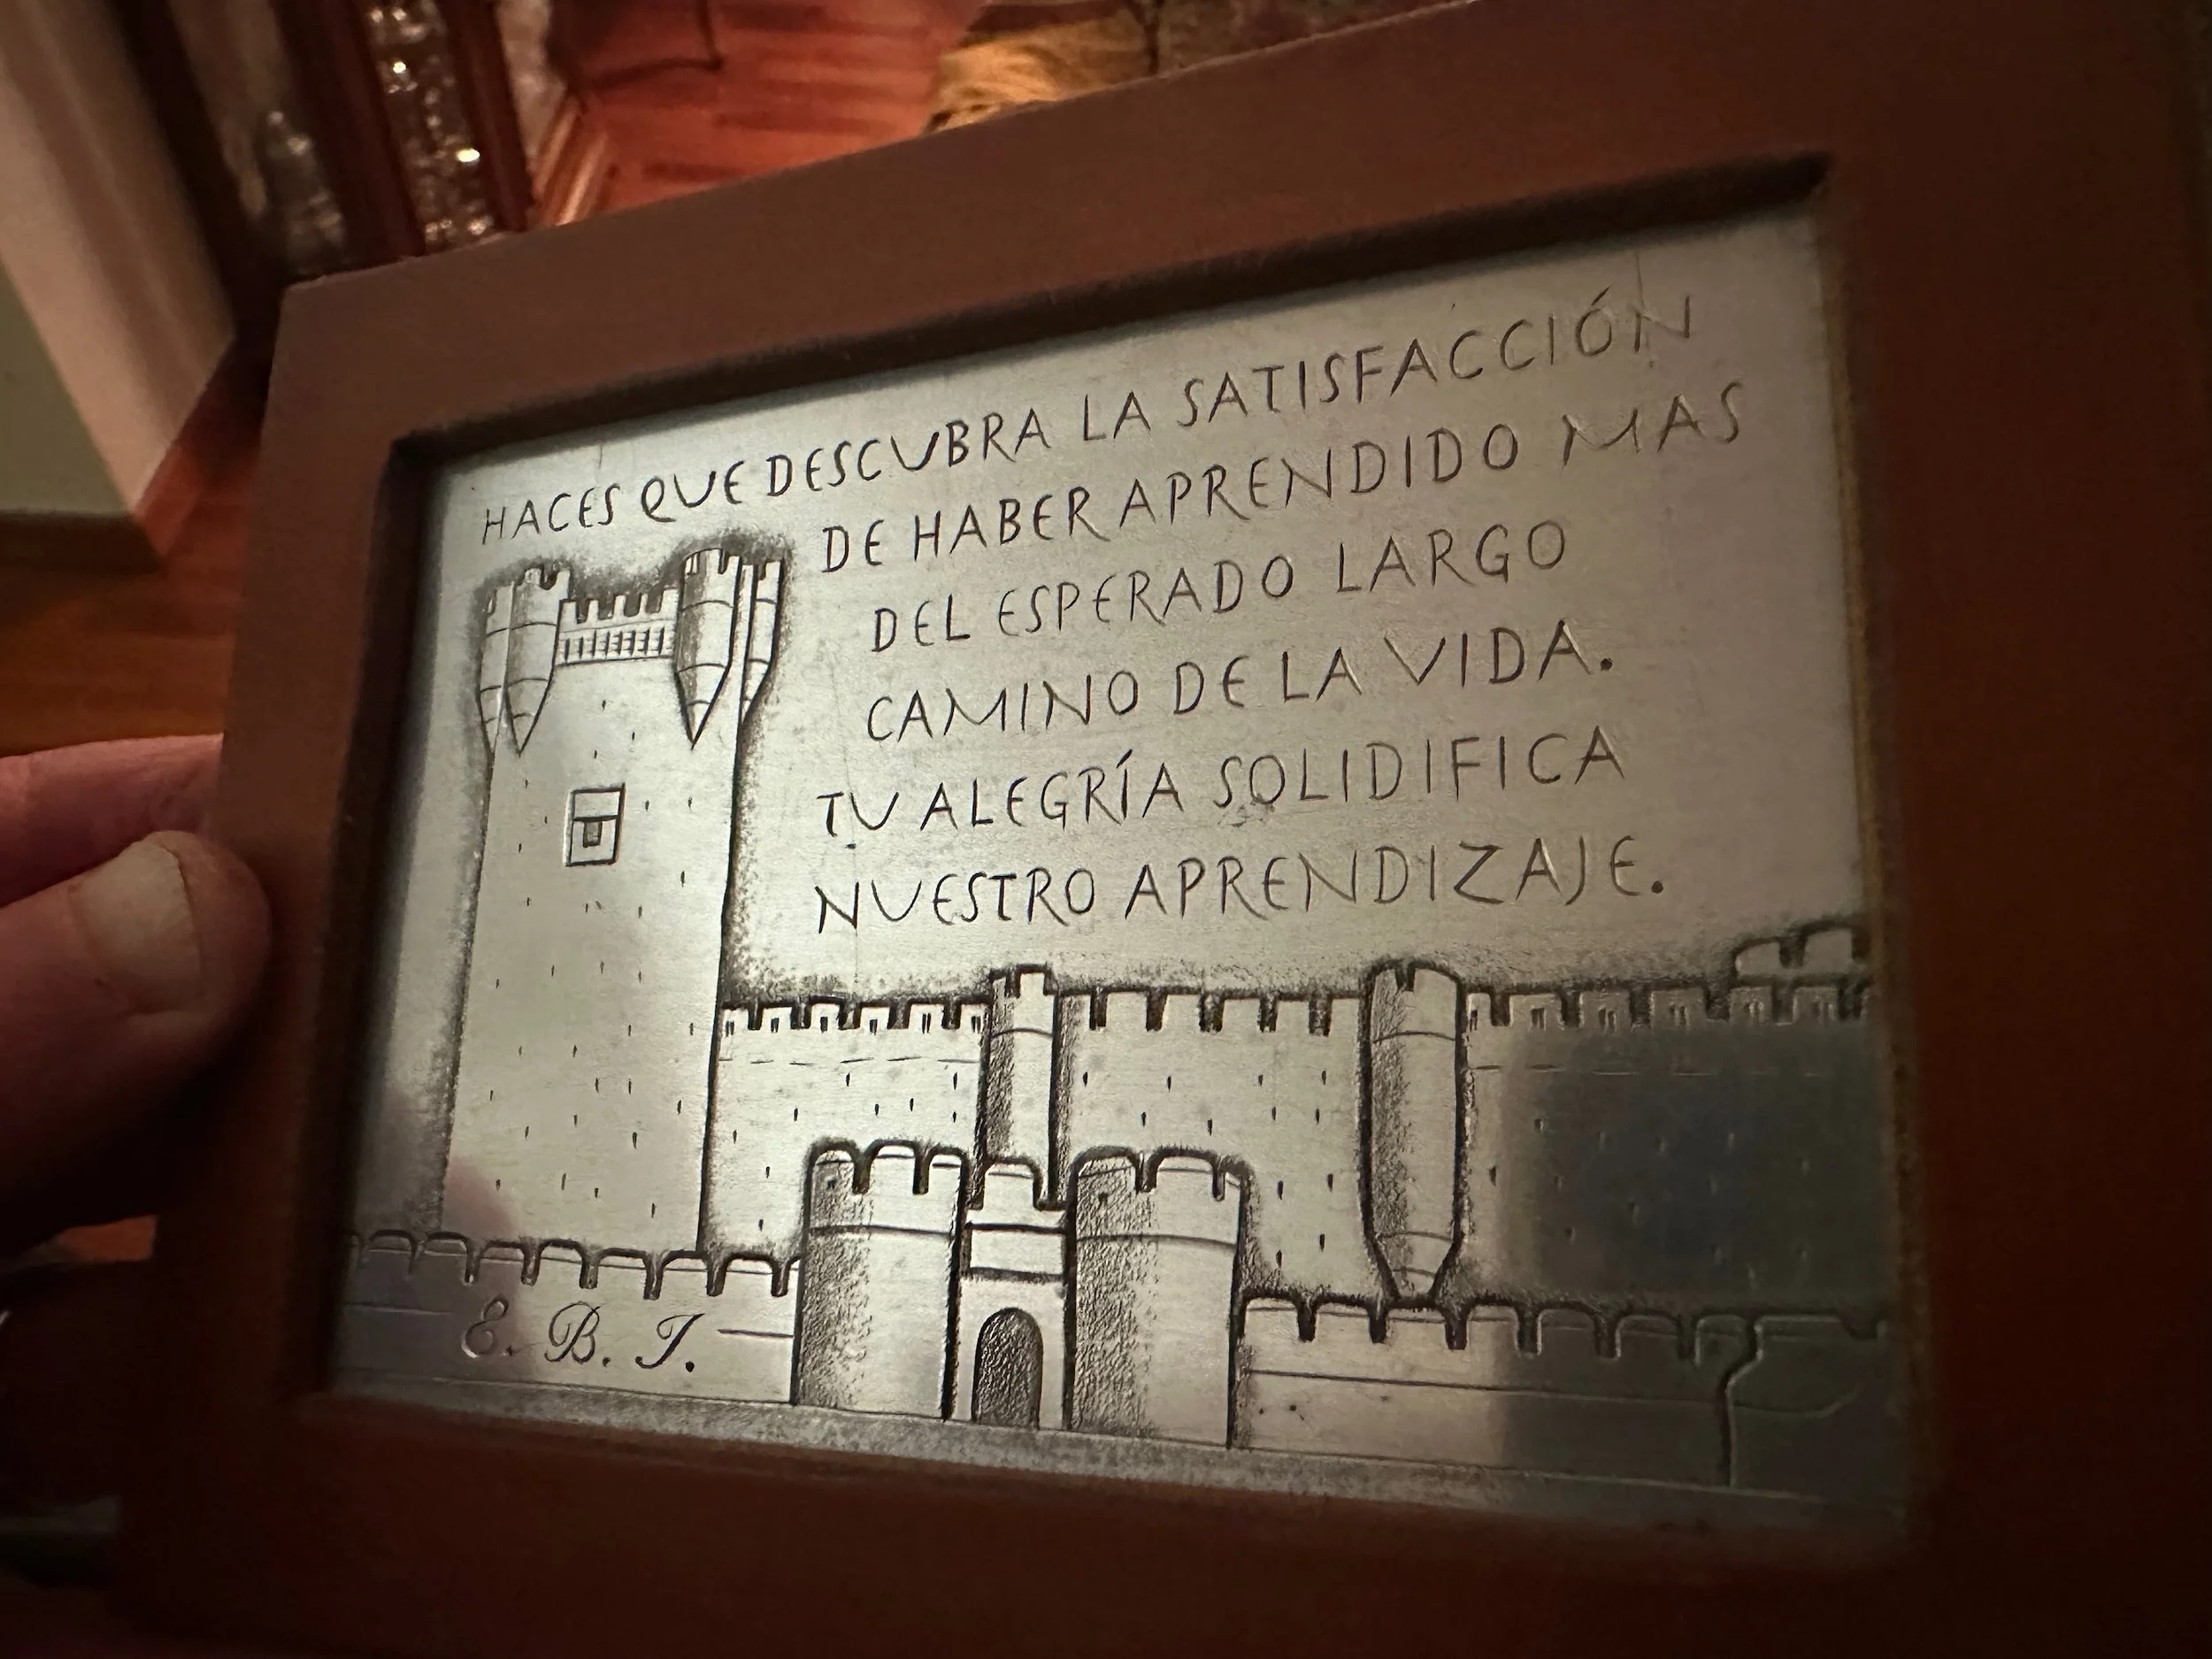 HACES QUE DESCUBRA LA SATISFACCIÓN
DE HABER APRENDIDO MAS
DEL ESPERADO LARGO
CAMINO DE LA VIDA.
TU ALEGRÍA SOLIDIFICA
NUESTRO APRENDIZAJE.
E. B. I.